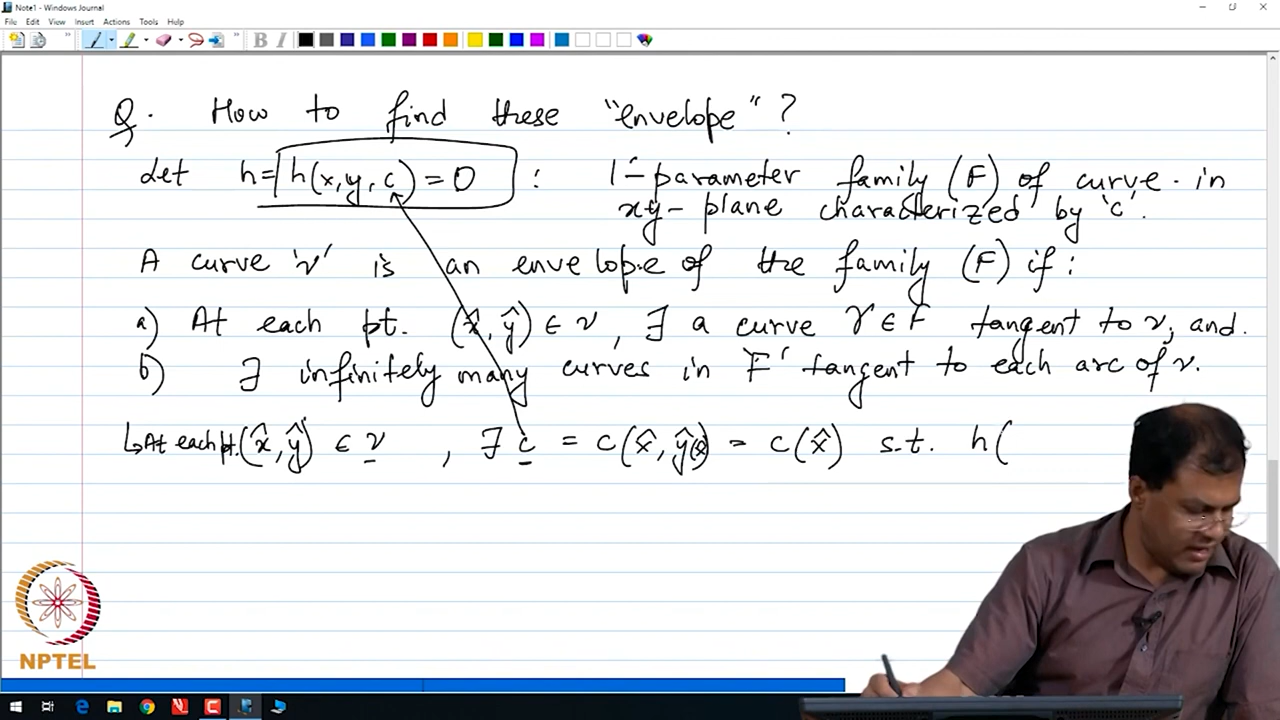 Note1 - Windows Journal
File Edit View Insert Actions Tools Help
B I
Q. How to find these "envelope" ?
Let h= h(x,y,c) = 0 : 1-parameter family (F) of curve in
xy-plane characterized by 'c'.
A curve 'ν' is an envelope of the family (F) if :
a) At each pt. (x̂, ŷ) ∈ ν, ∃ a curve γ ∈ F tangent to ν, and.
b) ∃ infinitely many curves in 'F' tangent to each arc of ν.
↳At each pt. (x̂, ŷ) ∈ ν , ∃ c = c(x̂, ŷ(x̂)) = c(x̂) s.t. h(
NPTEL